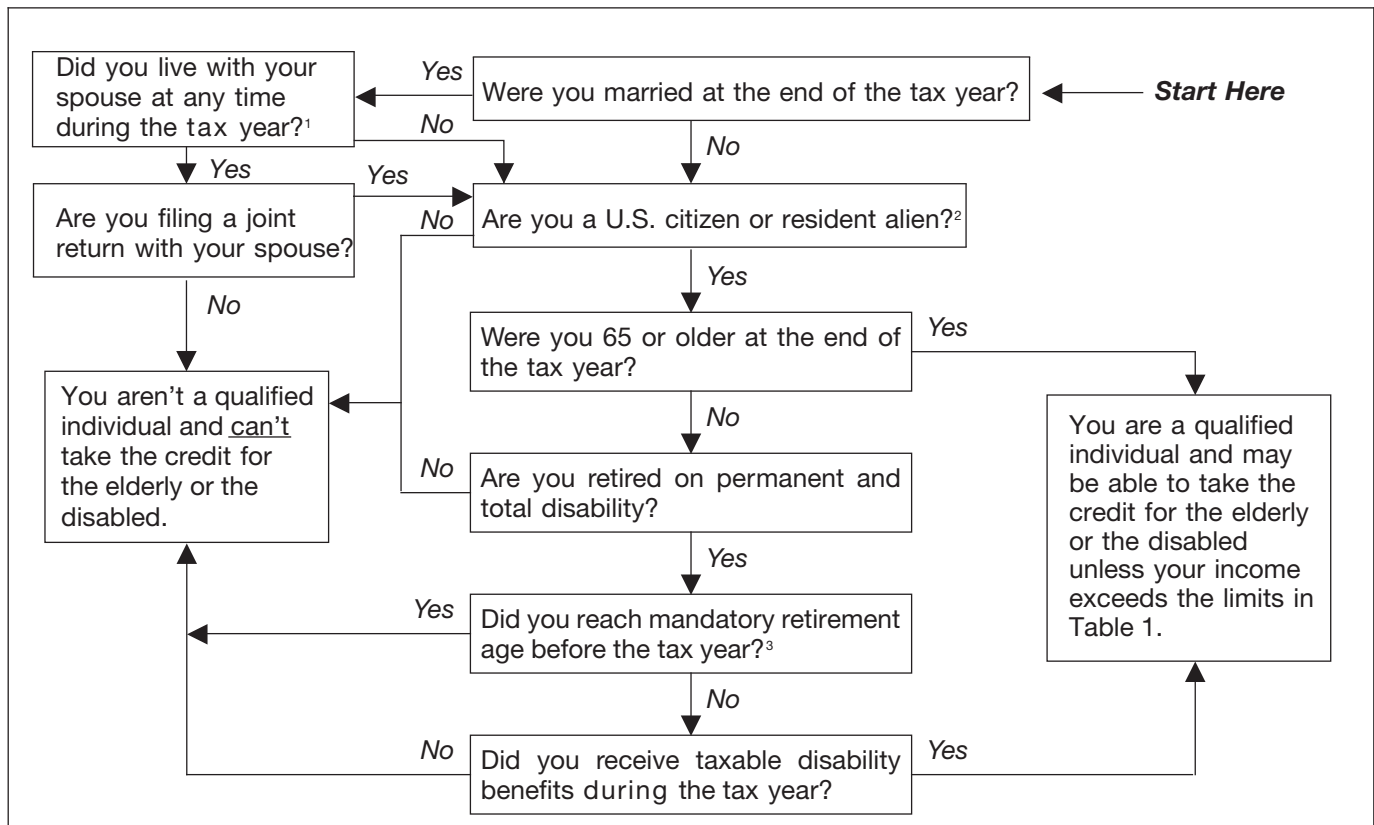 Start Here
Were you married at the end of the tax year?
Yes
No
Did you live with your
spouse at any time
during the tax year?¹
No
Yes
Are you filing a joint
return with your spouse?
Yes
No
Are you a U.S. citizen or resident alien?²
No
Yes
Were you 65 or older at the end of
the tax year?
Yes
No
You aren't a qualified
individual and can't
take the credit for
the elderly or the
disabled.
Are you retired on permanent and
total disability?
No
Yes
You are a qualified
individual and may
be able to take the
credit for the elderly
or the disabled
unless your income
exceeds the limits in
Table 1.
Did you reach mandatory retirement
age before the tax year?³
Yes
No
Did you receive taxable disability
benefits during the tax year?
No
Yes